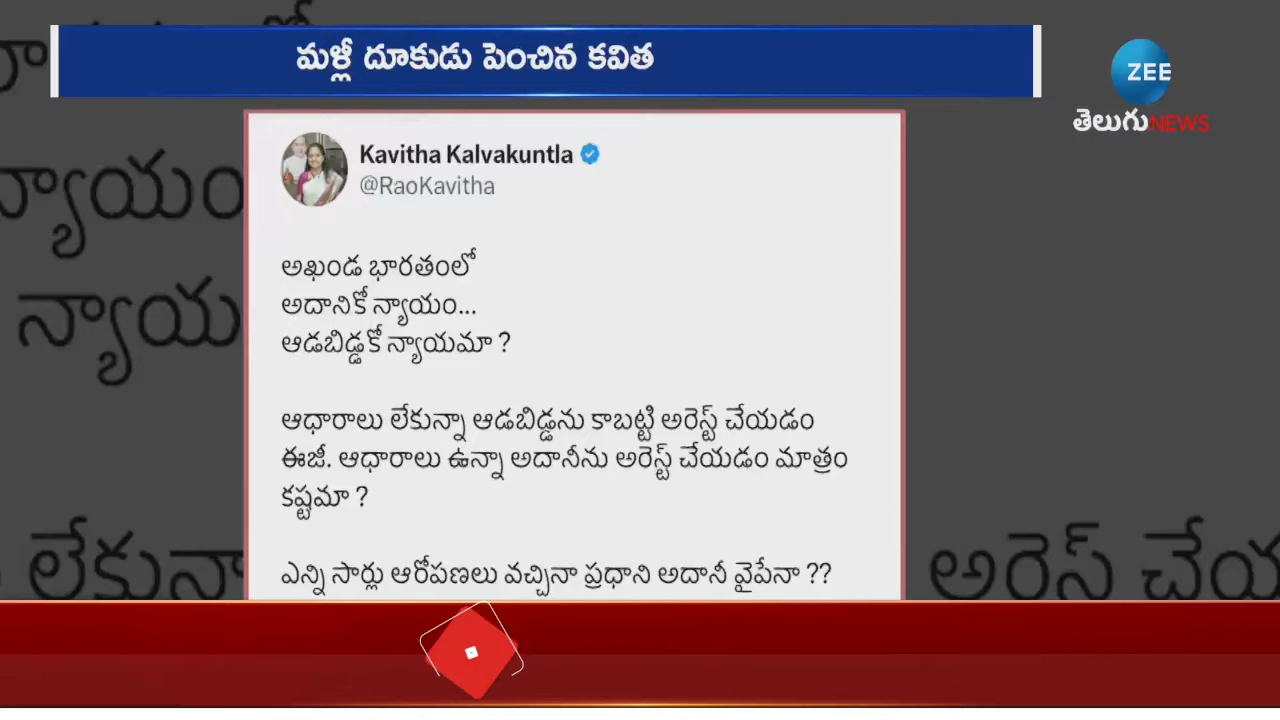 మళ్లీ దూకుడు పెంచిన కవిత
ZEE
తెలుగు NEWS
Kavitha Kalvakuntla
@RaoKavitha
అఖండ భారతంలో
అదానికో న్యాయం...
ఆడబిడ్డకో న్యాయమా ?
ఆధారాలు లేకున్నా ఆడబిడ్డను కాబట్టి అరెస్ట్ చేయడం
ఈజీ. ఆధారాలు ఉన్నా అదానీను అరెస్ట్ చేయడం మాత్రం
కష్టమా ?
ఎన్ని సార్లు ఆరోపణలు వచ్చినా ప్రధాని అదానీ వైపేనా ??
న్యాయం
న్యాయ
లేకున్నా
అరెస్ట్ చేయ